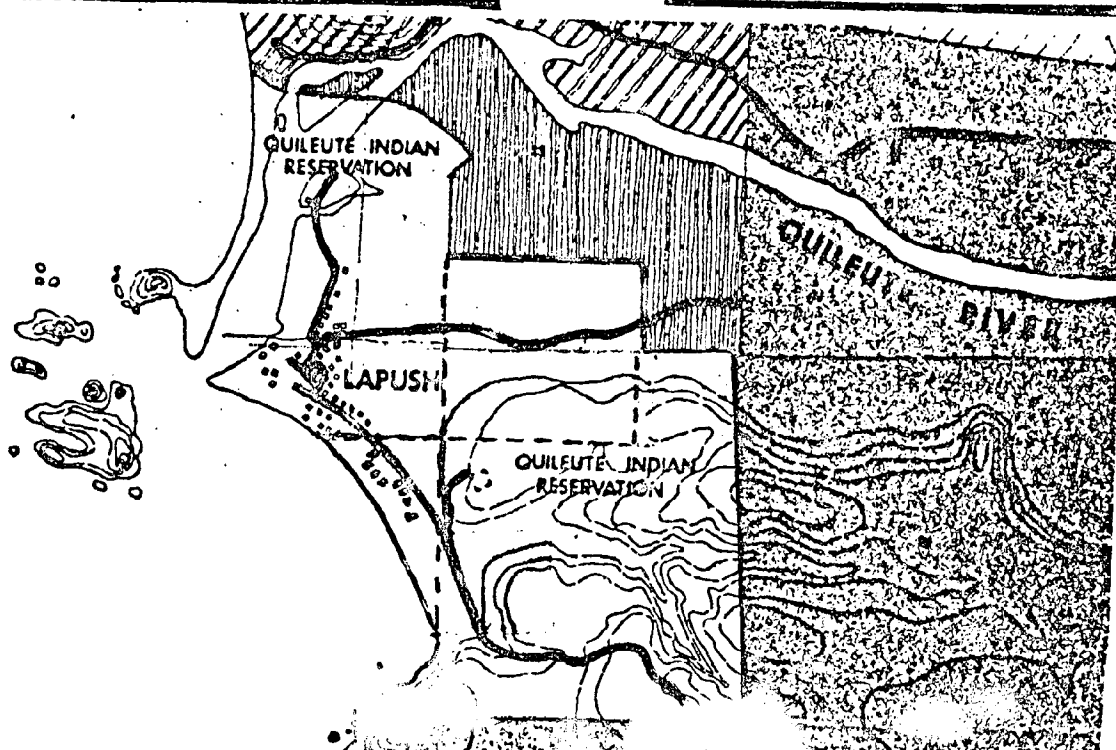 QUILEUTE INDIAN
RESERVATION
QUILEUTE
RIVER
LAPUSH
QUILEUTE INDIAN
RESERVATION